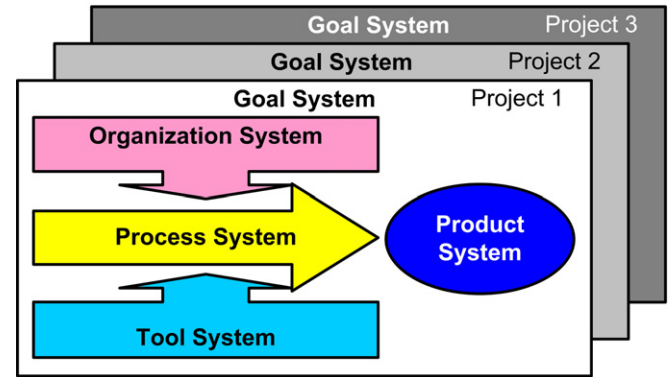 Goal System Project 3
Goal System Project 2
Goal System Project 1
Organization System
Process System
Product
System
Tool System